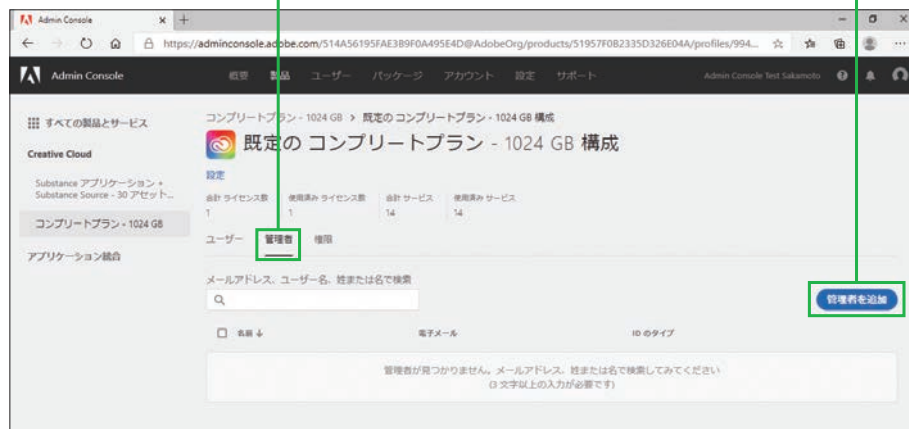 Admin Console
https://adminconsole.adobe.com/514A56195FAE3B9F0A495E4D@AdobeOrg/products/51957F0B2335D326E04A/profiles/994...
Admin Console 概要 製品 ユーザー パッケージ アカウント 設定 サポート Admin Console Test Sakamoto
すべての製品とサービス
Creative Cloud
Substance アプリケーション +
Substance Source - 30 アセット...
コンプリートプラン - 1024 GB
アプリケーション統合
コンプリートプラン - 1024 GB > 既定の コンプリートプラン - 1024 GB 構成
既定の コンプリートプラン - 1024 GB 構成
設定
合計 ライセンス数 使用済み ライセンス数 合計 サービス 使用済み サービス
1 1 14 14
ユーザー 管理者 権限
メールアドレス、ユーザー名、姓または名で検索
管理者を追加
名前 ↓ 電子メール ID のタイプ
管理者が見つかりません。メールアドレス、姓または名で検索してみてください
(3 文字以上の入力が必要です)